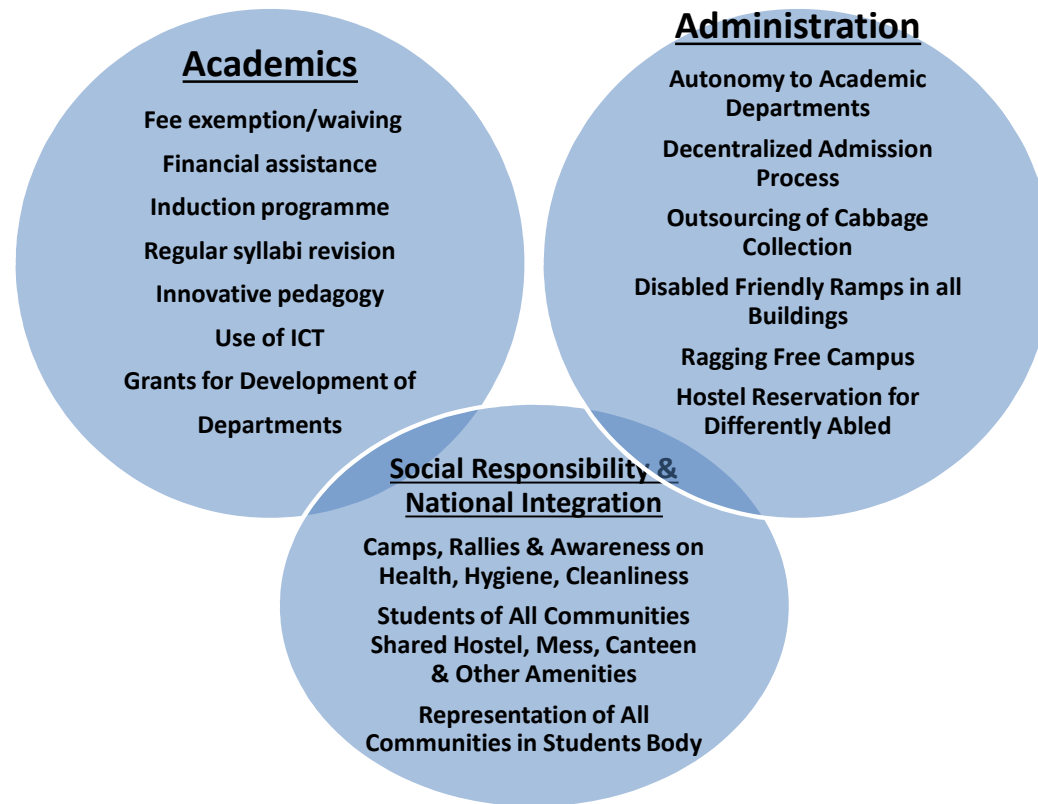 Academics
Fee exemption/waiving
Financial assistance
Induction programme
Regular syllabi revision
Innovative pedagogy
Use of ICT
Grants for Development of
Departments
Administration
Autonomy to Academic
Departments
Decentralized Admission
Process
Outsourcing of Cabbage
Collection
Disabled Friendly Ramps in all
Buildings
Ragging Free Campus
Hostel Reservation for
Differently Abled
Social Responsibility &
National Integration
Camps, Rallies & Awareness on
Health, Hygiene, Cleanliness
Students of All Communities
Shared Hostel, Mess, Canteen
& Other Amenities
Representation of All
Communities in Students Body